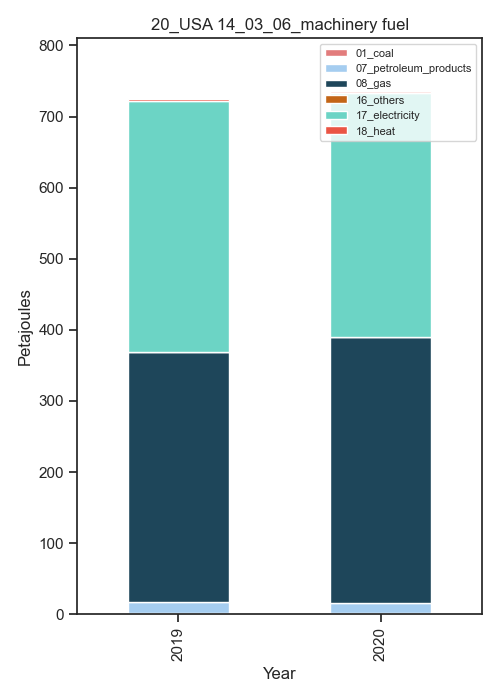 20_USA 14_03_06_machinery fuel
01_coal
07_petroleum_products
08_gas
16_others
17_electricity
18_heat
800
700
600
500
400
300
200
100
0
Petajoules
2019
2020
Year